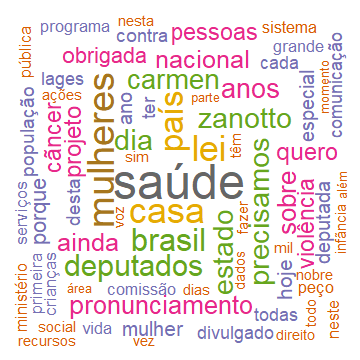 programa nesta sistema
pública contra pessoas grande
obrigada nacional cada
lages carmen
ações ano ter parte anos especial momento comunicação
população câncer projeto mulheres país zanotto
dia lei
sim têm quero
serviços porque desta voz saúde precisamos sobre violência deputada infância além
casa fazer
ainda brasil estado
deputados dados hoje mil nobre
ministério primeira crianças área comissão dias peço
pronunciamento todo neste
social vida mulher todas direito
recursos vez divulgado